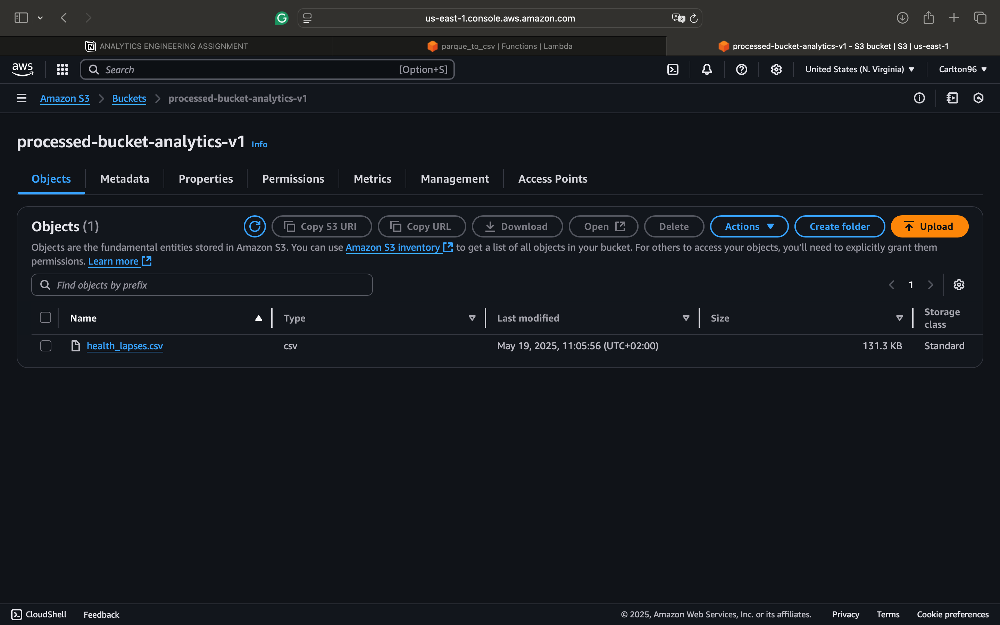 us-east-1.console.aws.amazon.com
ANALYTICS ENGINEERING ASSIGNMENT
parque_to_csv | Functions | Lambda
processed-bucket-analytics-v1 - S3 bucket | S3 | us-east-1
aws
Search
[Option+S]
United States (N. Virginia)
Carlton96
Amazon S3
Buckets
processed-bucket-analytics-v1
processed-bucket-analytics-v1 Info
Objects
Metadata
Properties
Permissions
Metrics
Management
Access Points
Objects (1)
Copy S3 URI
Copy URL
Download
Open
Delete
Actions
Create folder
Upload
Objects are the fundamental entities stored in Amazon S3. You can use Amazon S3 inventory to get a list of all objects in your bucket. For others to access your objects, you’ll need to explicitly grant them
permissions. Learn more
Find objects by prefix
1
Name
Type
Last modified
Size
Storage
class
health_lapses.csv
csv
May 19, 2025, 11:05:56 (UTC+02:00)
131.3 KB
Standard
CloudShell
Feedback
© 2025, Amazon Web Services, Inc. or its affiliates.
Privacy
Terms
Cookie preferences